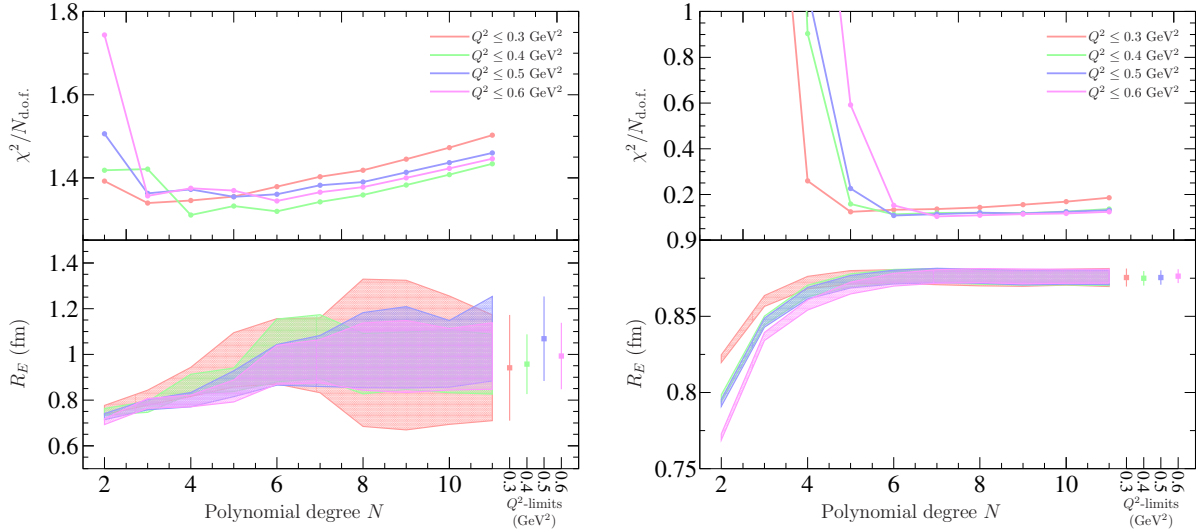 1.8
1.6
1.4
χ²/N_d.o.f.
Q² ≤ 0.3 GeV²
Q² ≤ 0.4 GeV²
Q² ≤ 0.5 GeV²
Q² ≤ 0.6 GeV²
1.4
1.2
1
0.8
0.6
R_E (fm)
2 4 6 8 10
0.3 0.4 0.5 0.6
Polynomial degree N
Q²-limits
(GeV²)
1
0.8
0.6
0.4
0.2
χ²/N_d.o.f.
Q² ≤ 0.3 GeV²
Q² ≤ 0.4 GeV²
Q² ≤ 0.5 GeV²
Q² ≤ 0.6 GeV²
0.9
0.85
0.8
0.75
R_E (fm)
2 4 6 8 10
0.3 0.4 0.5 0.6
Polynomial degree N
Q²-limits
(GeV²)